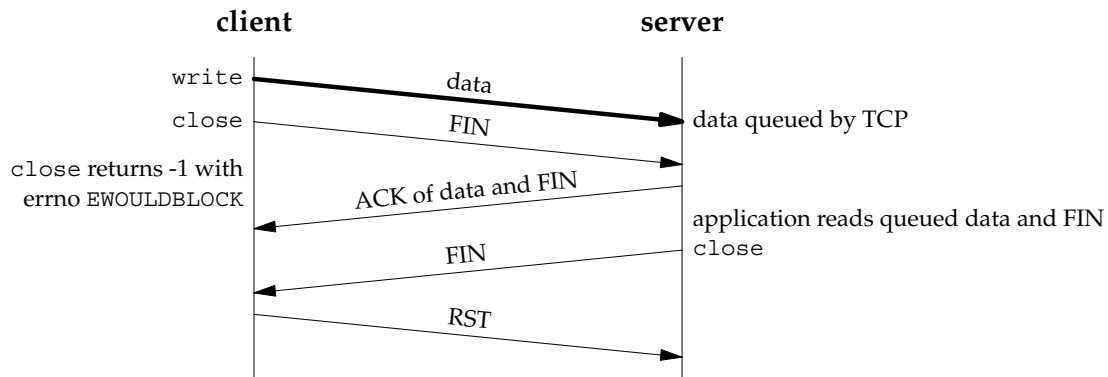 client
server
write
data
close
data queued by TCP
FIN
close returns -1 with
errno EWOULDBLOCK
ACK of data and FIN
application reads queued data and FIN
close
FIN
RST